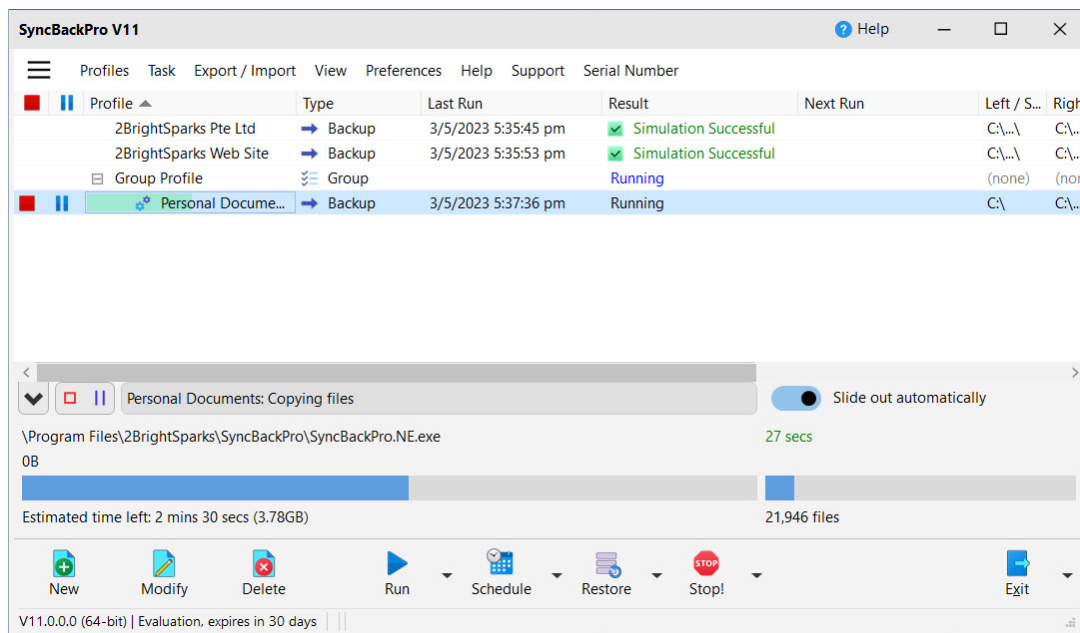 SyncBackPro V11 Help
Profiles Task Export / Import View Preferences Help Support Serial Number
Profile Type Last Run Result Next Run Left / S... Righ
2BrightSparks Pte Ltd Backup 3/5/2023 5:35:45 pm Simulation Successful C:\...\ C:\...
2BrightSparks Web Site Backup 3/5/2023 5:35:53 pm Simulation Successful C:\...\ C:\...
Group Profile Group Running (none) (nor
Personal Docume... Backup 3/5/2023 5:37:36 pm Running C:\ C:\...
Personal Documents: Copying files Slide out automatically
\Program Files\2BrightSparks\SyncBackPro\SyncBackPro.NE.exe 27 secs
0B
Estimated time left: 2 mins 30 secs (3.78GB) 21,946 files
STOP
New Modify Delete Run Schedule Restore Stop! Exit
V11.0.0.0 (64-bit) | Evaluation, expires in 30 days